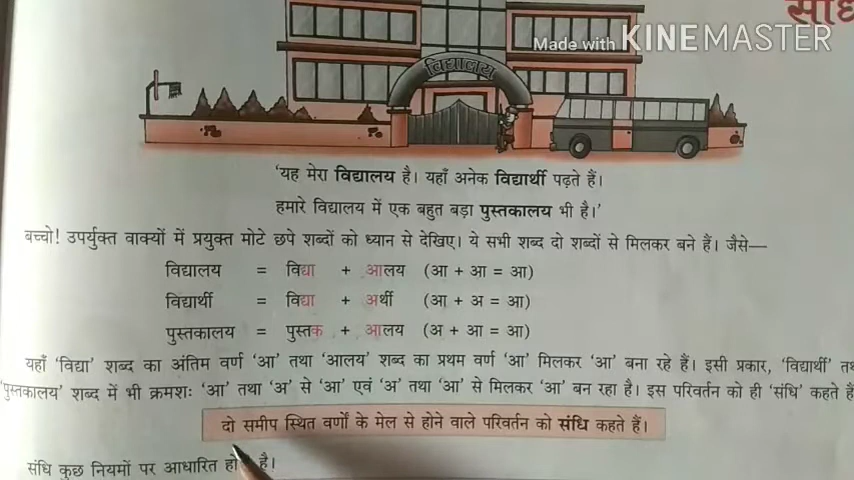 संधि
Made with KINEMASTER
विद्यालय
‘यह मेरा विद्यालय है। यहाँ अनेक विद्यार्थी पढ़ते हैं।
हमारे विद्यालय में एक बहुत बड़ा पुस्तकालय भी है।’
बच्चो! उपर्युक्त वाक्यों में प्रयुक्त मोटे छपे शब्दों को ध्यान से देखिए। ये सभी शब्द दो शब्दों से मिलकर बने हैं। जैसे—
विद्यालय = विद्या + आलय (आ + आ = आ)
विद्यार्थी = विद्या + अर्थी (आ + अ = आ)
पुस्तकालय = पुस्तक + आलय (अ + आ = आ)
यहाँ ‘विद्या’ शब्द का अंतिम वर्ण ‘आ’ तथा ‘आलय’ शब्द का प्रथम वर्ण ‘आ’ मिलकर ‘आ’ बना रहे हैं। इसी प्रकार, ‘विद्यार्थी’
‘पुस्तकालय’ शब्द में भी क्रमशः ‘आ’ तथा ‘अ’ से ‘आ’ एवं ‘अ’ तथा ‘आ’ से मिलकर ‘आ’ बन रहा है। इस परिवर्तन को ही ‘संधि’ कहते हैं
दो समीप स्थित वर्णों के मेल से होने वाले परिवर्तन को संधि कहते हैं।
संधि कुछ नियमों पर आधारित है।